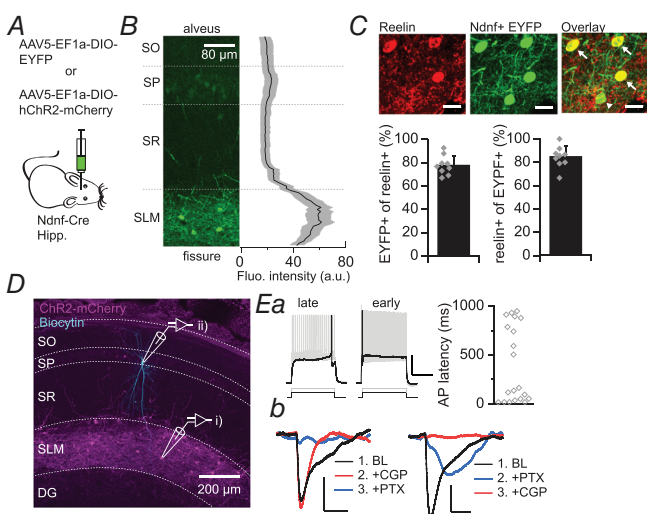 A
AAV5-EF1a-DIO-
EYFP
or
AAV5-EF1a-DIO-
hChR2-mCherry
Ndnf-Cre
Hipp.
B
alveus
80 µm
SO
SP
SR
SLM
fissure
0 40 80
Fluo. intensity (a.u.)
C
Reelin
Ndnf+ EYFP
Overlay
EYFP+ of reelin+ (%)
100
80
60
40
20
0
reelin+ of EYPF+ (%)
100
80
60
40
20
0
D
ChR2-mCherry
Biocytin
SO
SP
SR
SLM
DG
ii)
i)
200 µm
Ea
late
early
AP latency (ms)
1000
500
0
b
1. BL
2. +CGP
3. +PTX
1. BL
2. +PTX
3. +CGP